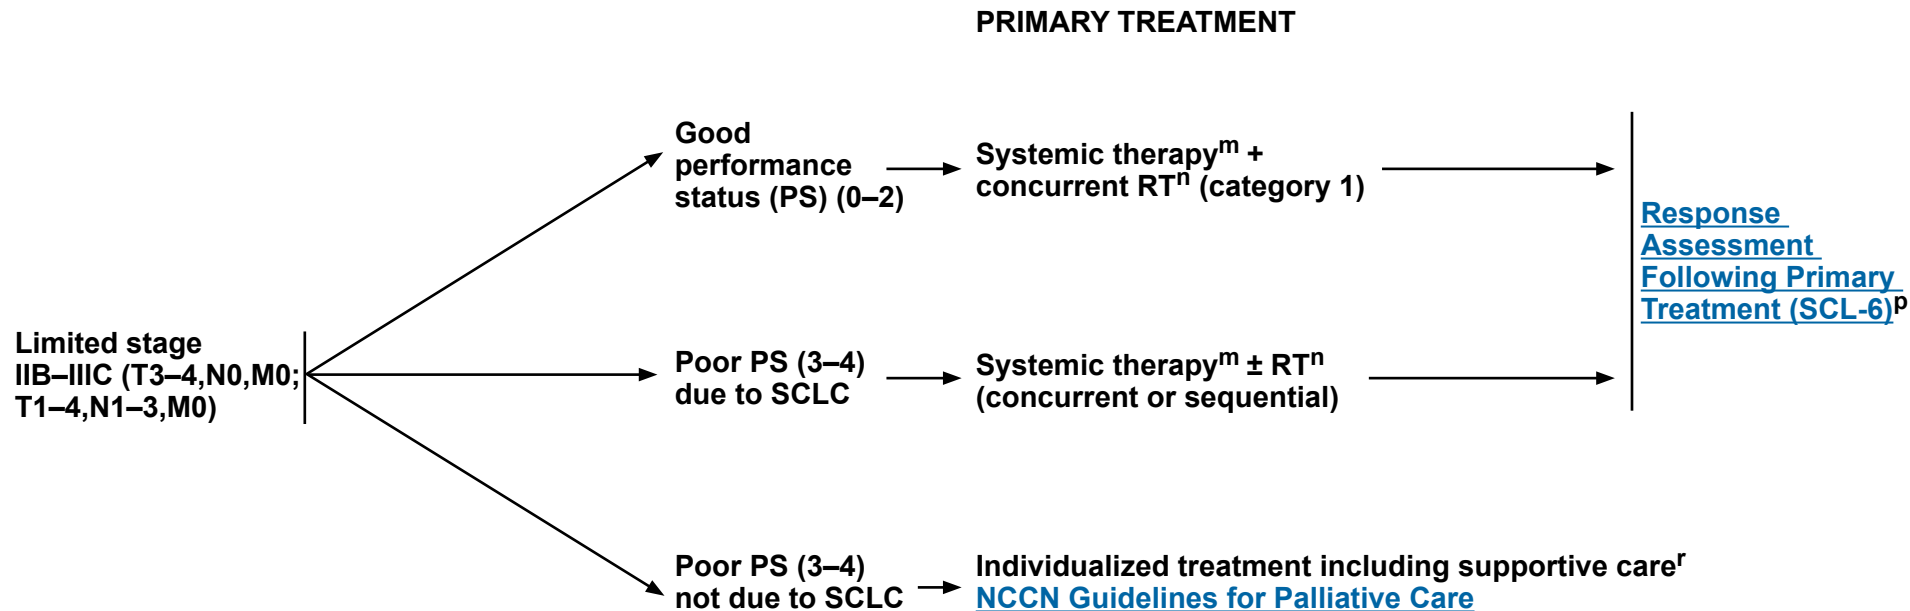 PRIMARY TREATMENT
Limited stage
IIB–IIIC (T3–4,N0,M0;
T1–4,N1–3,M0)
Good
performance
status (PS) (0–2)
Systemic therapyᵐ +
concurrent RTⁿ (category 1)
Poor PS (3–4)
due to SCLC
Systemic therapyᵐ ± RTⁿ
(concurrent or sequential)
Response
Assessment
Following Primary
Treatment (SCL-6)ᵖ
Poor PS (3–4)
not due to SCLC
Individualized treatment including supportive careʳ
NCCN Guidelines for Palliative Care